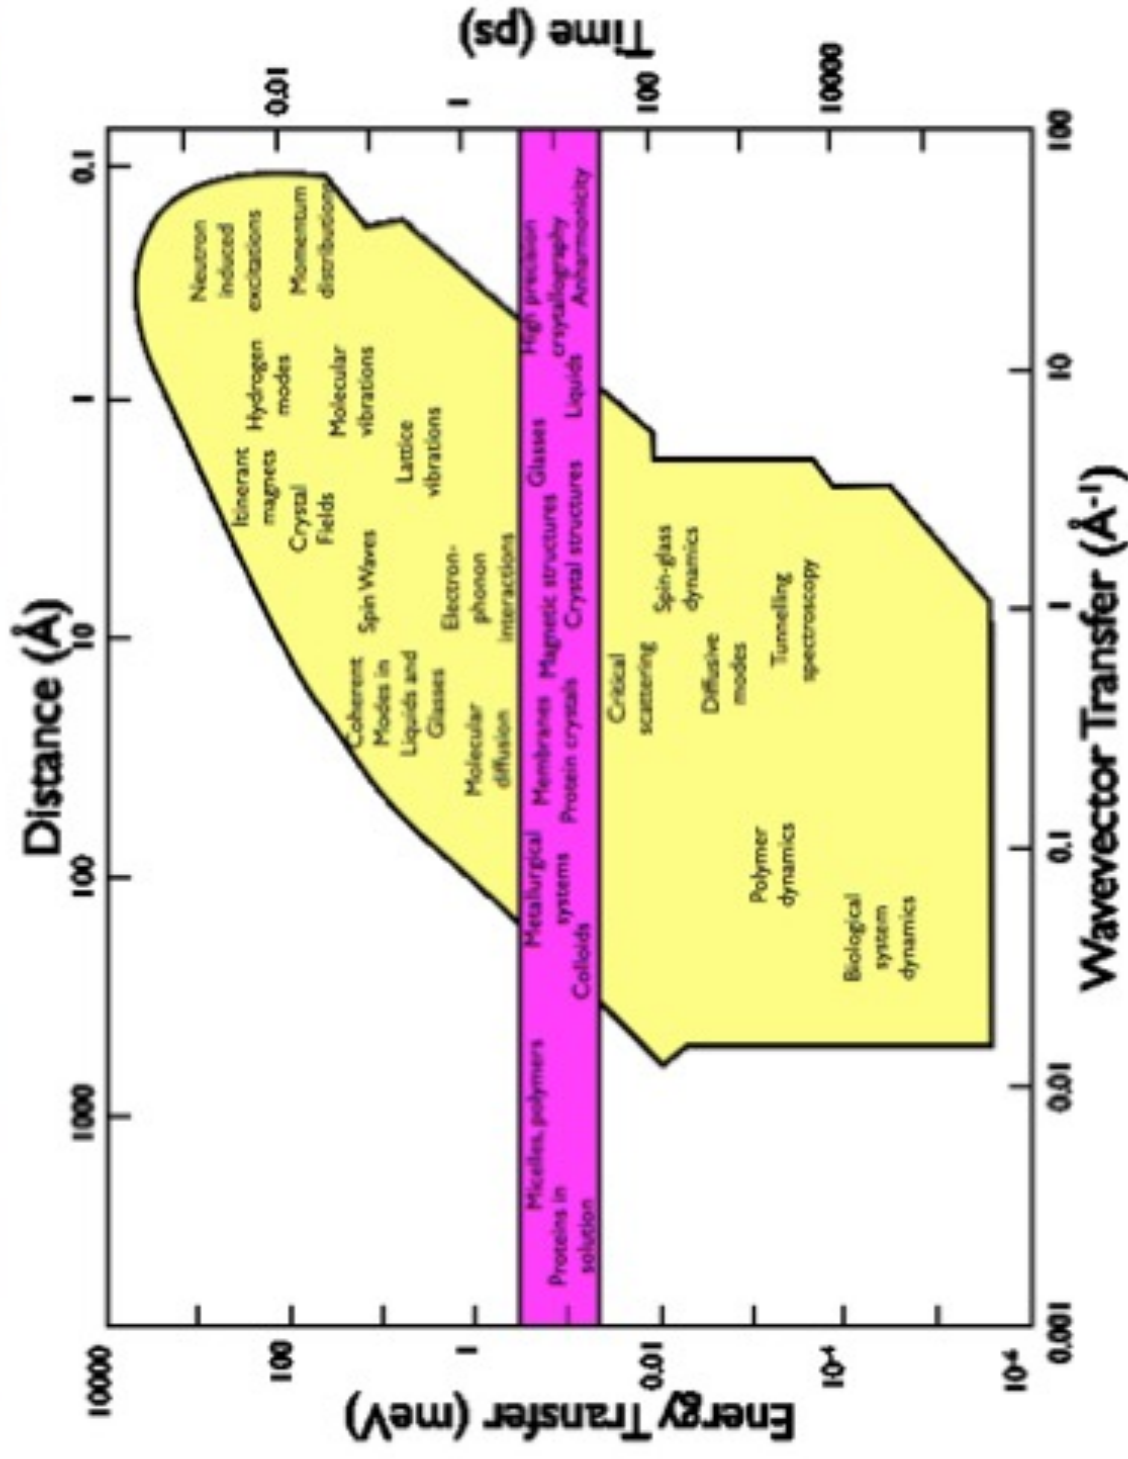 Distance (Å)
1000
100
10
1
0.1
Energy Transfer (meV)
10000
100
1
0.01
10-4
10-6
Time (ps)
0.01
1
100
10000
Neutron
induced
excitations
Itinerant
magnets
Hydrogen
modes
Momentum
distributions
Crystal
Fields
Molecular
vibrations
Coherent
Modes in
Liquids and
Glasses
Spin Waves
Lattice
vibrations
Molecular
diffusion
Electron-
phonon
interactions
Micelles, polymers
Proteins in
solution
Metallurgical
systems
Colloids
Membranes
Protein crystals
Magnetic structures
Crystal structures
Glasses
Liquids
High precision
crsytallography
Anharmonicity
Critical
scattering
Spin-glass
dynamics
Diffusive
modes
Tunnelling
spectroscopy
Polymer
dynamics
Biological
system
dynamics
0.001
0.01
0.1
1
10
100
Wavevector Transfer (Å-1)